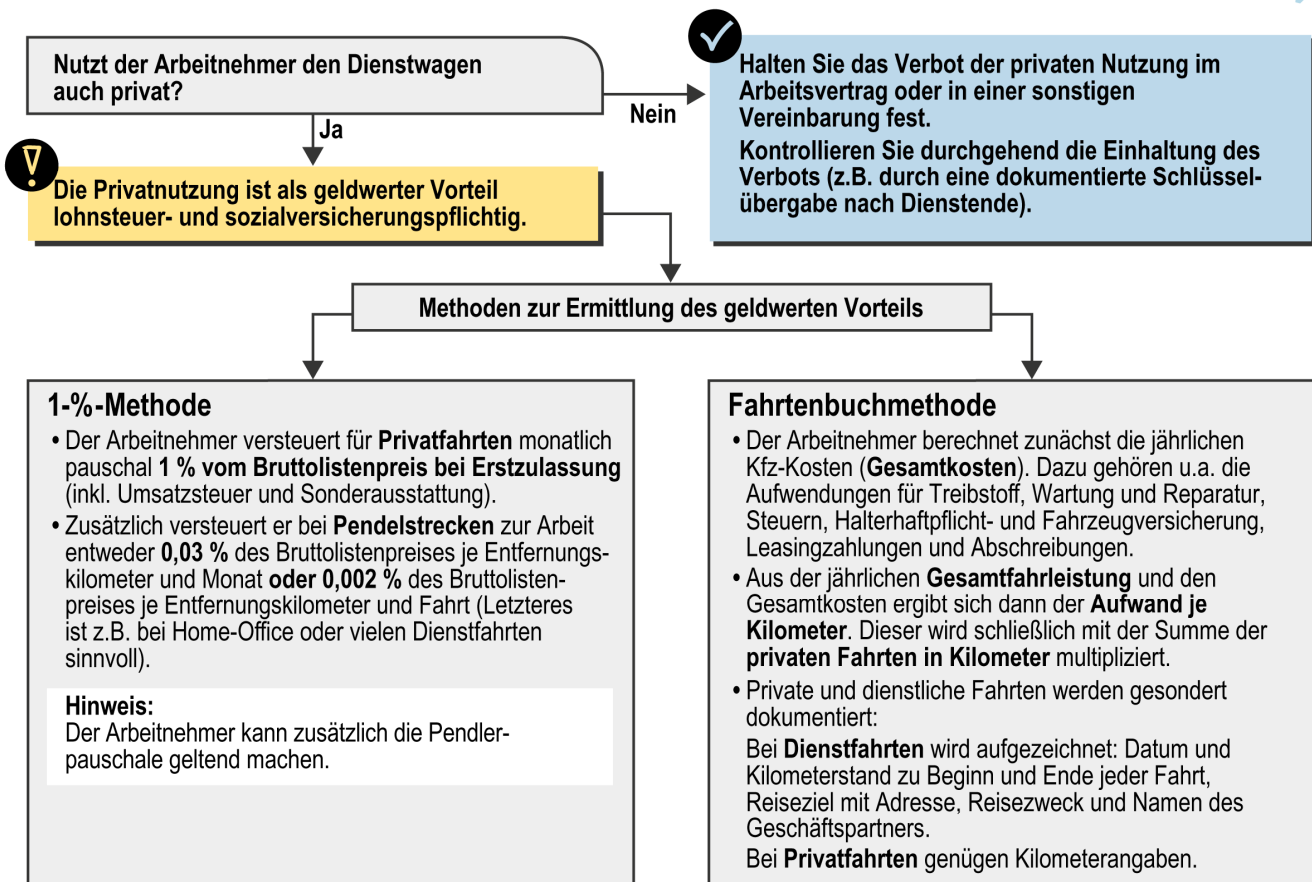 Nutzt der Arbeitnehmer den Dienstwagen
auch privat?
Nein
Ja
Halten Sie das Verbot der privaten Nutzung im
Arbeitsvertrag oder in einer sonstigen
Vereinbarung fest.
Kontrollieren Sie durchgehend die Einhaltung des
Verbots (z.B. durch eine dokumentierte Schlüssel-
übergabe nach Dienstende).
Die Privatnutzung ist als geldwerter Vorteil
lohnsteuer- und sozialversicherungspflichtig.
Methoden zur Ermittlung des geldwerten Vorteils
1-%-Methode
• Der Arbeitnehmer versteuert für Privatfahrten monatlich
pauschal 1 % vom Bruttolistenpreis bei Erstzulassung
(inkl. Umsatzsteuer und Sonderausstattung).
• Zusätzlich versteuert er bei Pendelstrecken zur Arbeit
entweder 0,03 % des Bruttolistenpreises je Entfernungs-
kilometer und Monat oder 0,002 % des Bruttolisten-
preises je Entfernungskilometer und Fahrt (Letzteres
ist z.B. bei Home-Office oder vielen Dienstfahrten
sinnvoll).
Hinweis:
Der Arbeitnehmer kann zusätzlich die Pendler-
pauschale geltend machen.
Fahrtenbuchmethode
• Der Arbeitnehmer berechnet zunächst die jährlichen
Kfz-Kosten (Gesamtkosten). Dazu gehören u.a. die
Aufwendungen für Treibstoff, Wartung und Reparatur,
Steuern, Halterhaftpflicht- und Fahrzeugversicherung,
Leasingzahlungen und Abschreibungen.
• Aus der jährlichen Gesamtfahrleistung und den
Gesamtkosten ergibt sich dann der Aufwand je
Kilometer. Dieser wird schließlich mit der Summe der
privaten Fahrten in Kilometer multipliziert.
• Private und dienstliche Fahrten werden gesondert
dokumentiert:
Bei Dienstfahrten wird aufgezeichnet: Datum und
Kilometerstand zu Beginn und Ende jeder Fahrt,
Reiseziel mit Adresse, Reisezweck und Namen des
Geschäftspartners.
Bei Privatfahrten genügen Kilometerangaben.